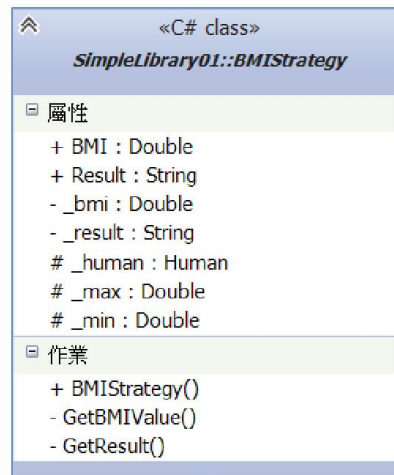 «C# class»
SimpleLibrary01::BMIStrategy
屬性
+ BMI : Double
+ Result : String
- _bmi : Double
- _result : String
# _human : Human
# _max : Double
# _min : Double
作業
+ BMIStrategy()
- GetBMIValue()
- GetResult()